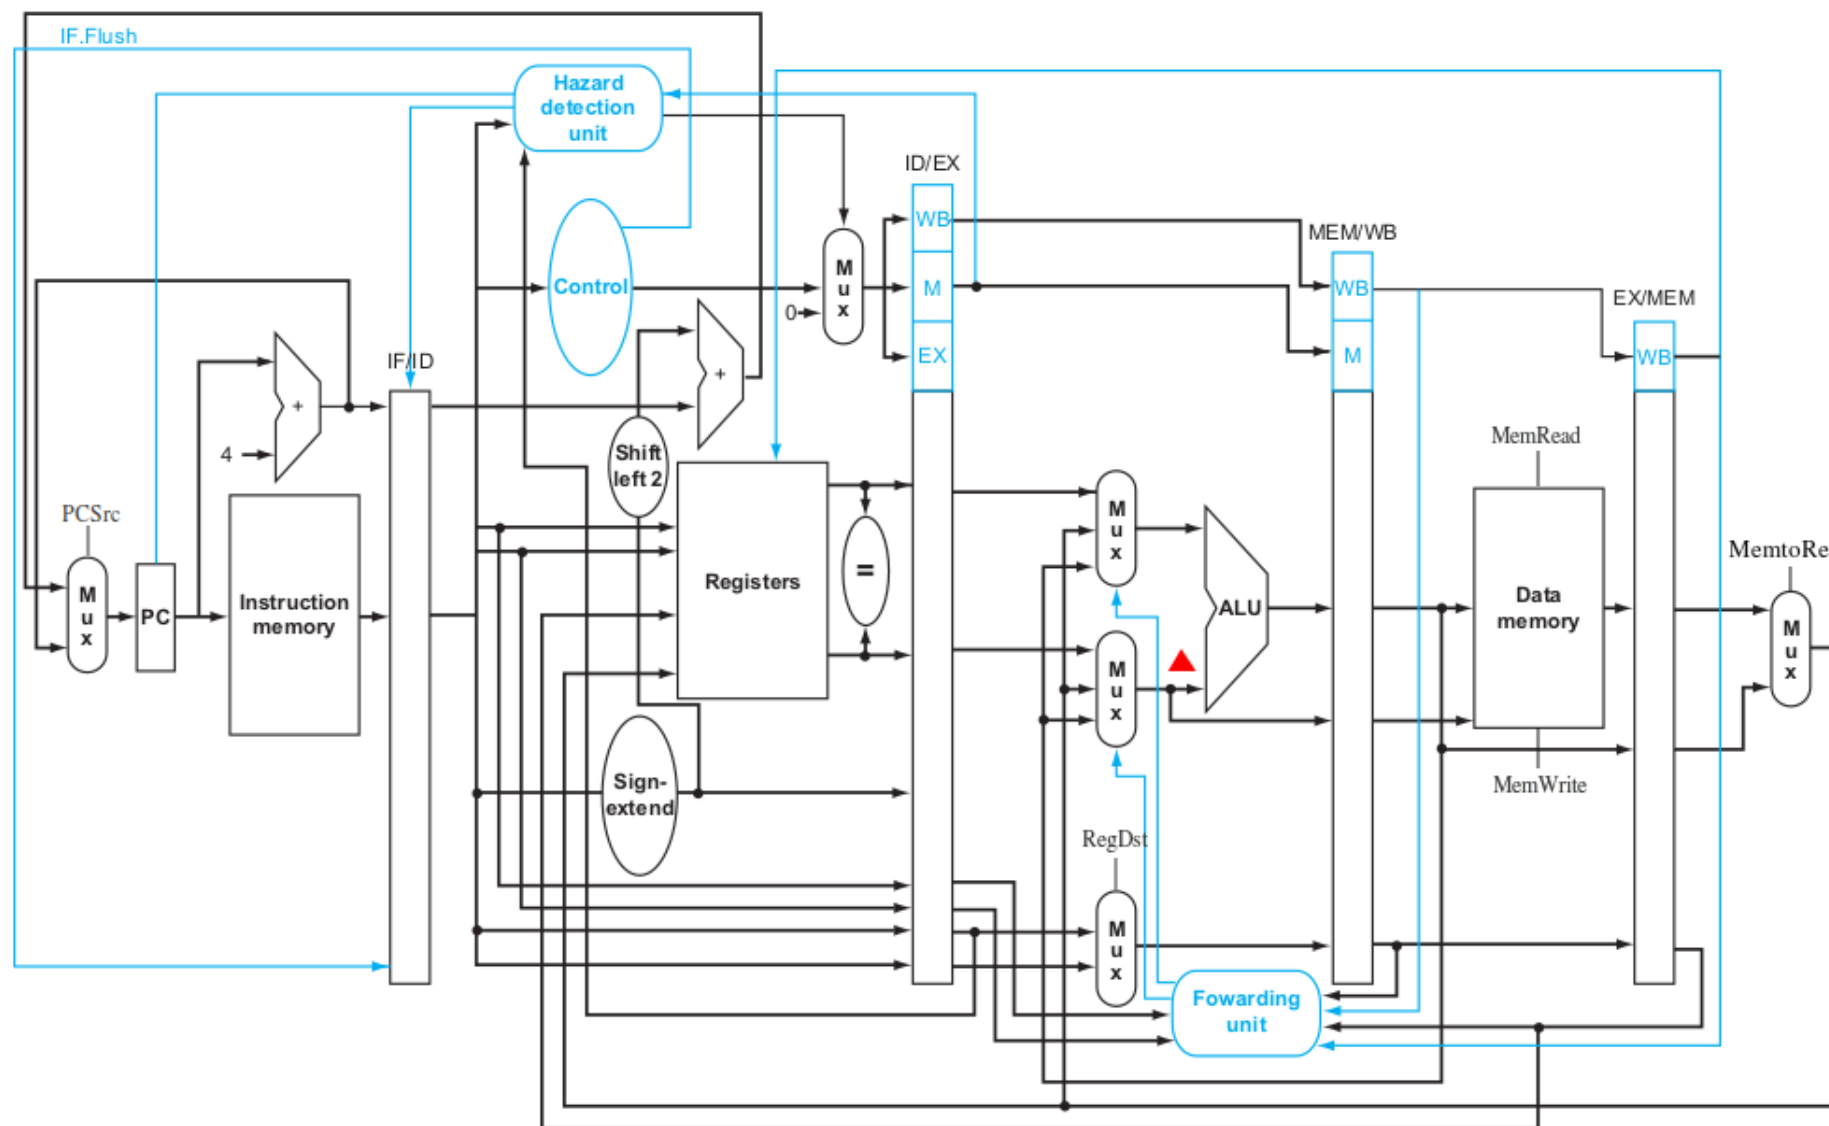 IF.Flush
Hazard
detection
unit
ID/EX
WB
M
EX
Control
M
u
x
0
MEM/WB
WB
M
EX/MEM
WB
IF/ID
+
4
+
Shift
left 2
PCSrc
M
u
x
PC
Instruction
memory
Registers
=
M
u
x
M
u
x
ALU
MemRead
Data
memory
MemWrite
MemtoRe
M
u
x
Sign-
extend
RegDst
M
u
x
Fowarding
unit